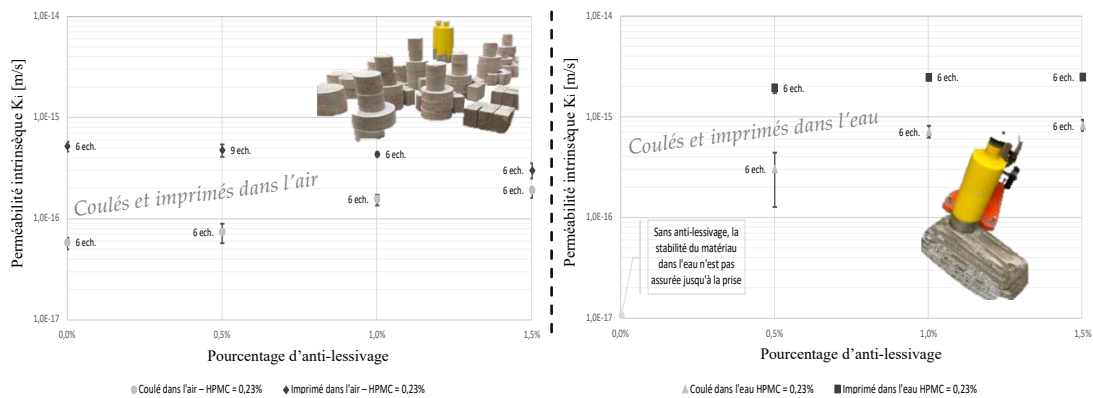 1,0E-14
1,0E-15
1,0E-16
1,0E-17
Perméabilité intrinsèque Ki [m/s]
6 ech.
9 ech.
6 ech.
6 ech.
Coulés et imprimés dans l'air
6 ech.
6 ech.
6 ech.
6 ech.
0,0%
0,5%
1,0%
1,5%
Pourcentage d'anti-lessivage
Coulé dans l'air – HPMC = 0,23%
Imprimé dans l'air – HPMC = 0,23%
1,0E-14
1,0E-15
1,0E-16
1,0E-17
Perméabilité intrinsèque Ki [m/s]
6 ech.
6 ech.
6 ech.
Coulés et imprimés dans l'eau
6 ech.
6 ech.
6 ech.
Sans anti-lessivage, la
stabilité du matériau
dans l'eau n'est pas
assurée jusqu'à la prise
0,0%
0,5%
1,0%
1,5%
Pourcentage d'anti-lessivage
Coulé dans l'eau HPMC = 0,23%
Imprimé dans l'eau HPMC = 0,23%